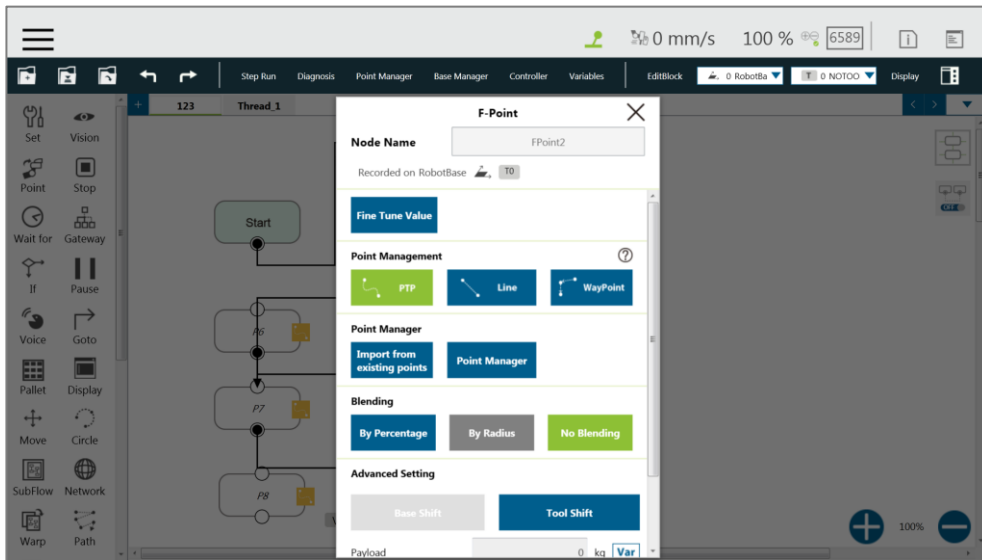 0 mm/s 100 % 6589
Step Run Diagnosis Point Manager Base Manager Controller Variables EditBlock 0 RobotBa T 0 NOTOO Display
+ 123 Thread_1
Set Vision
Point Stop
Wait for Gateway
If Pause
Voice Goto
Pallet Display
Move Circle
SubFlow Network
Warp Path
Start
P6
P7
P8
F-Point
Node Name FPoint2
Recorded on RobotBase T0
Fine Tune Value
Point Management ?
PTP Line WayPoint
Point Manager
Import from
existing points
Point Manager
Blending
By Percentage By Radius No Blending
Advanced Setting
Base Shift Tool Shift
Payload 0 kg Var
OFF
100%